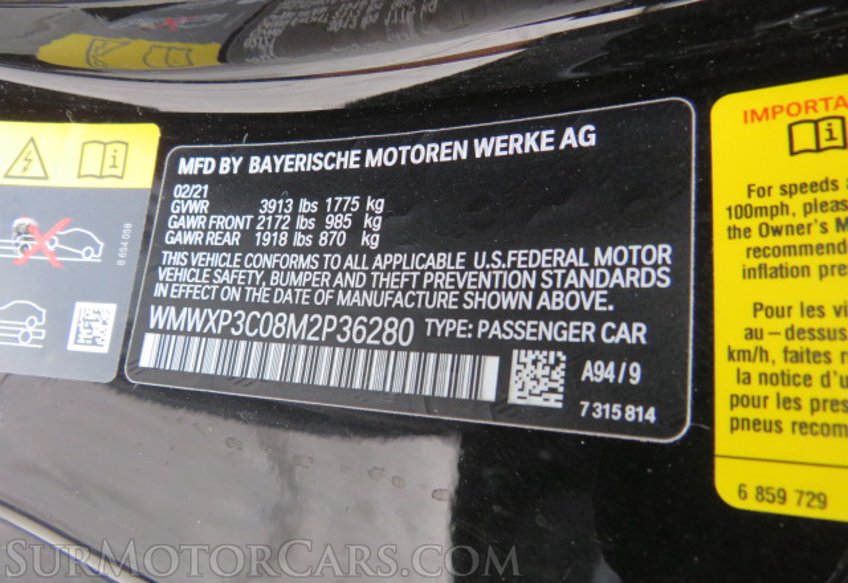 8 654 059
MFD BY BAYERISCHE MOTOREN WERKE AG
02/21
GVWR 3913 lbs 1775 kg
GAWR FRONT 2172 lbs 985 kg
GAWR REAR 1918 lbs 870 kg
THIS VEHICLE CONFORMS TO ALL APPLICABLE U.S.FEDERAL MOTOR
VEHICLE SAFETY, BUMPER AND THEFT PREVENTION STANDARDS
IN EFFECT ON THE DATE OF MANUFACTURE SHOWN ABOVE.
WMWXP3C08M2P36280 TYPE: PASSENGER CAR
A94/9
7 315 814
IMPORTA
For speeds a
100mph, pleas
the Owner's M
recommende
inflation pre
Pour les vi
au-dessus
km/h, faites r
la notice d'u
pour les pres
pneus recom
6 859 729
SURMOTORCARS.COM